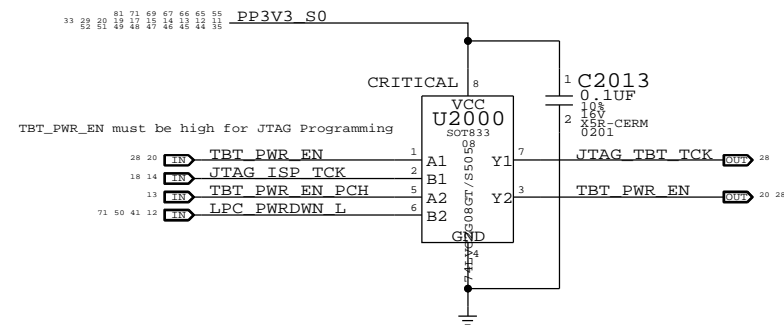 81 71 69 67 66 65 55
33 29 20 19 17 15 14 13 12 11
52 51 49 48 47 46 45 44 35
PP3V3_S0
CRITICAL
8
VCC
U2000
SOT833
08
74LVC2G08GT/S505
GND
4
1
C2013
0.1UF
10%
16V
2
X5R-CERM
0201
TBT_PWR_EN must be high for JTAG Programming
28 20 IN TBT_PWR_EN 1 A1 Y1 7 JTAG_TBT_TCK OUT 28
18 14 IN JTAG_ISP_TCK 2 B1
13 IN TBT_PWR_EN_PCH 5 A2 Y2 3 TBT_PWR_EN OUT 20 28
71 50 41 12 IN LPC_PWRDWN_L 6 B2